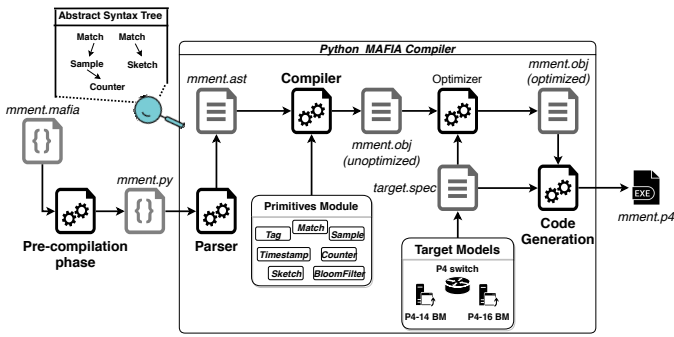 Abstract Syntax Tree
Match Match
Sample Sketch
Counter
Python MAFIA Compiler
mment.mafia
mment.py
mment.ast
Compiler
Optimizer
mment.obj
(optimized)
mment.obj
(unoptimized)
target.spec
Pre-compilation
phase
Parser
Primitives Module
Tag Match Sample
Timestamp Counter
Sketch BloomFilter
Target Models
P4 switch
P4-14 BM P4-16 BM
Code
Generation
EXE
mment.p4